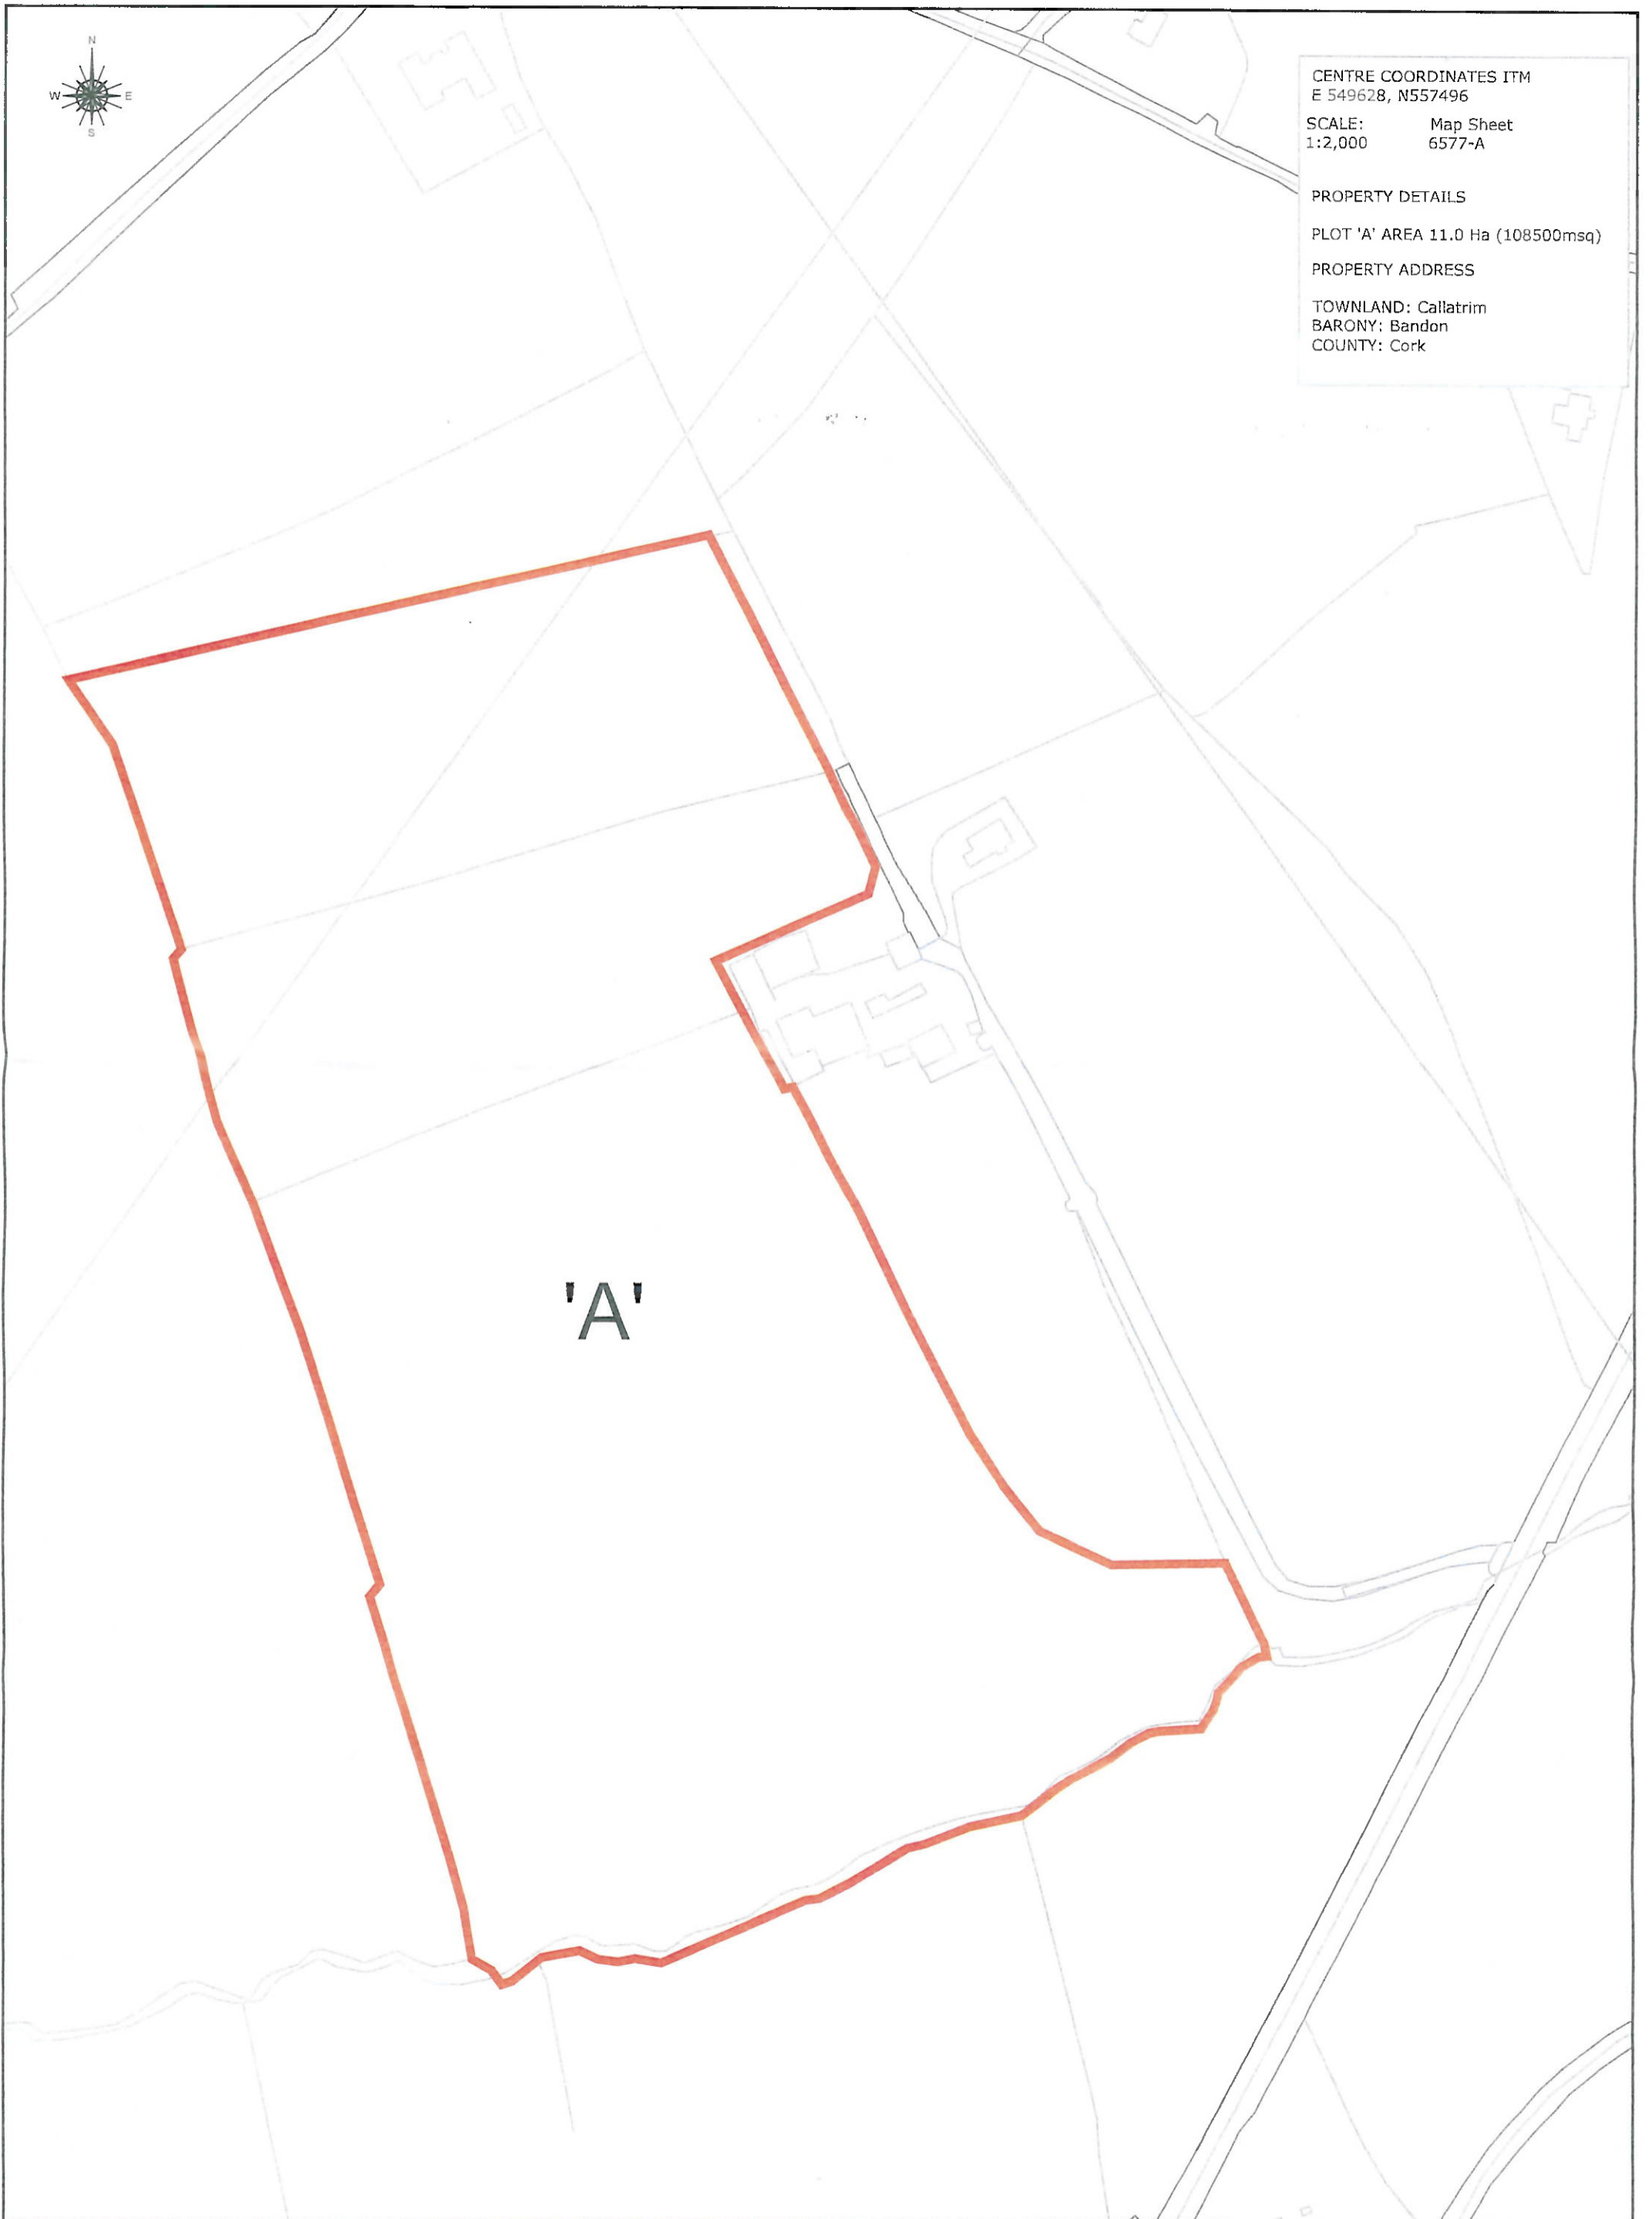 N
W E
S
CENTRE COORDINATES ITM
E 549628, N557496
SCALE: Map Sheet
1:2,000 6577-A
PROPERTY DETAILS
PLOT 'A' AREA 11.0 Ha (108500msq)
PROPERTY ADDRESS
TOWNLAND: Callatrim
BARONY: Bandon
COUNTY: Cork
'A'